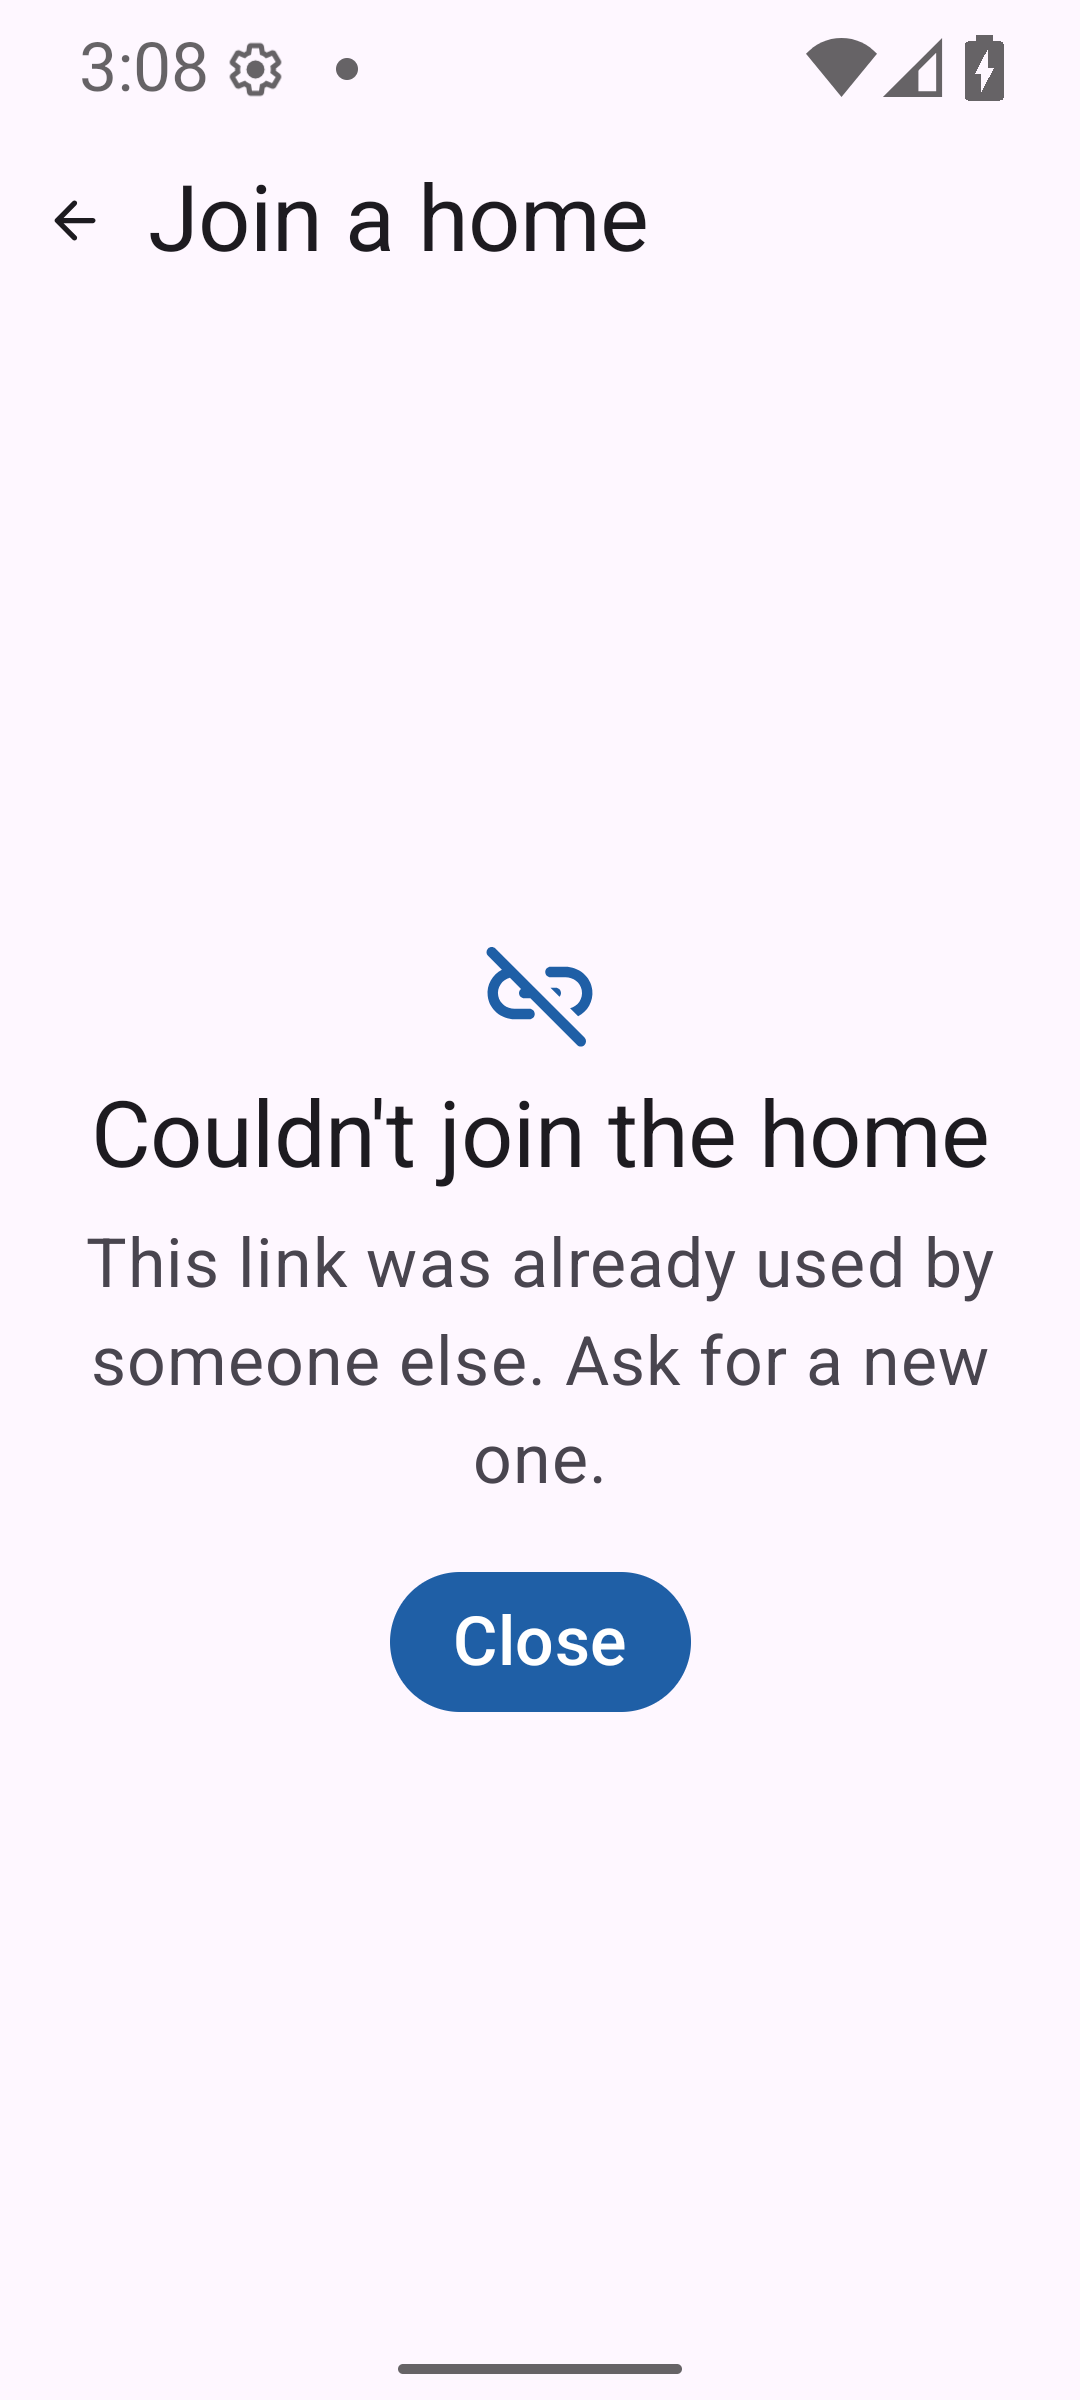 3:08
Join a home
Couldn't join the home
This link was already used by
someone else. Ask for a new
one.
Close